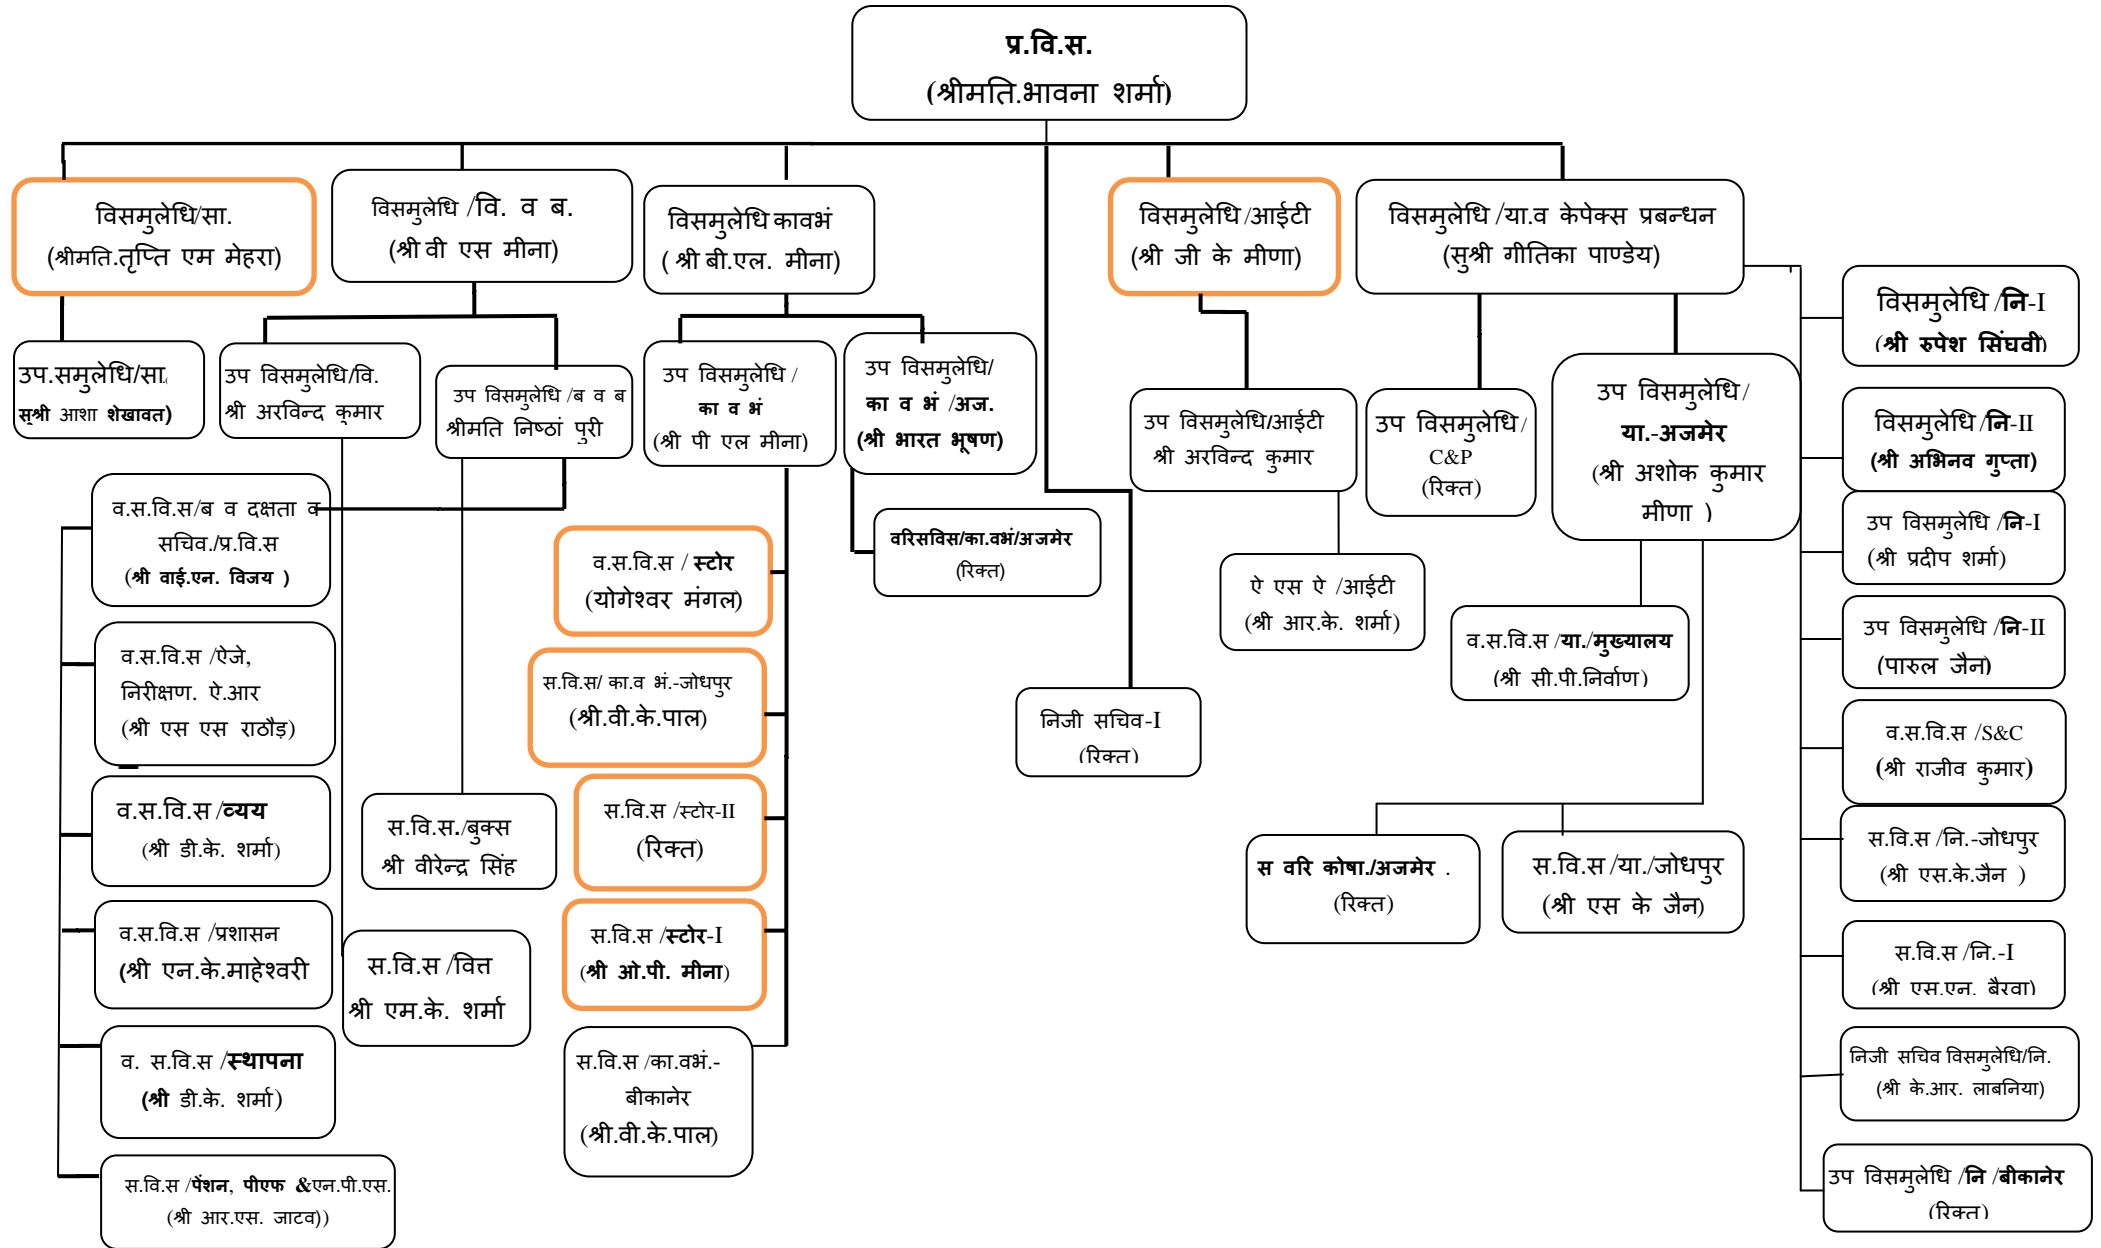 प्र.वि.स.
(श्रीमति.भावना शर्मा)
विसमुलेधि/सा.
(श्रीमति.तृप्ति एम मेहरा)
विसमुलेधि /वि. व ब.
(श्री वी एस मीना)
विसमुलेधि कावभं
( श्री बी.एल. मीना)
विसमुलेधि /आईटी
(श्री जी के मीणा)
विसमुलेधि /या.व केपेक्स प्रबन्धन
(सुश्री गीतिका पाण्डेय)
उप.समुलेधि/सा.
सुश्री आशा शेखावत)
उप विसमुलेधि/वि.
श्री अरविन्द कुमार
उप विसमुलेधि /ब व ब
श्रीमति निष्ठां पुरी
उप विसमुलेधि /
का व भं
(श्री पी एल मीना)
उप विसमुलेधि/
का व भं /अज.
(श्री भारत भूषण)
उप विसमुलेधि/आईटी
श्री अरविन्द कुमार
उप विसमुलेधि/
C&P
(रिक्त)
उप विसमुलेधि/
या.-अजमेर
(श्री अशोक कुमार
मीणा )
विसमुलेधि /नि-I
(श्री रुपेश सिंघवी)
विसमुलेधि /नि-II
(श्री अभिनव गुप्ता)
उप विसमुलेधि /नि-I
(श्री प्रदीप शर्मा)
उप विसमुलेधि /नि-II
(पारुल जैन)
व.स.वि.स /S&C
(श्री राजीव कुमार)
स.वि.स /नि.-जोधपुर
(श्री एस.के.जैन )
स.वि.स /नि.-I
(श्री एस.एन. बैरवा)
निजी सचिव विसमुलेधि/नि.
(श्री के.आर. लाबनिया)
उप विसमुलेधि /नि /बीकानेर
(रिक्त)
व.स.वि.स/ब व दक्षता व
सचिव./प्र.वि.स
(श्री वाई.एन. विजय )
व.स.वि.स /ऐजे,
निरीक्षण. ऐ.आर
(श्री एस एस राठौड़)
व.स.वि.स /व्यय
(श्री डी.के. शर्मा)
व.स.वि.स /प्रशासन
(श्री एन.के.माहेश्वरी
व. स.वि.स /स्थापना
(श्री डी.के. शर्मा)
स.वि.स /पेंशन, पीएफ &एन.पी.एस.
(श्री आर.एस. जाटव))
स.वि.स /वित्त
श्री एम.के. शर्मा
स.वि.स./बुक्स
श्री वीरेन्द्र सिंह
व.स.वि.स / स्टोर
(योगेश्वर मंगल)
स.वि.स/ का.व भं.-जोधपुर
(श्री.वी.के.पाल)
स.वि.स /स्टोर-II
(रिक्त)
स.वि.स /स्टोर-I
(श्री ओ.पी. मीना)
स.वि.स /का.वभं.-
बीकानेर
(श्री.वी.के.पाल)
वरिसविस/का.वभं/अजमेर
(रिक्त)
निजी सचिव-I
(रिक्त)
ऐ एस ऐ /आईटी
(श्री आर.के. शर्मा)
व.स.वि.स /या./मुख्यालय
(श्री सी.पी.निर्वाण)
स वरि कोषा./अजमेर .
(रिक्त)
स.वि.स /या./जोधपुर
(श्री एस के जैन)